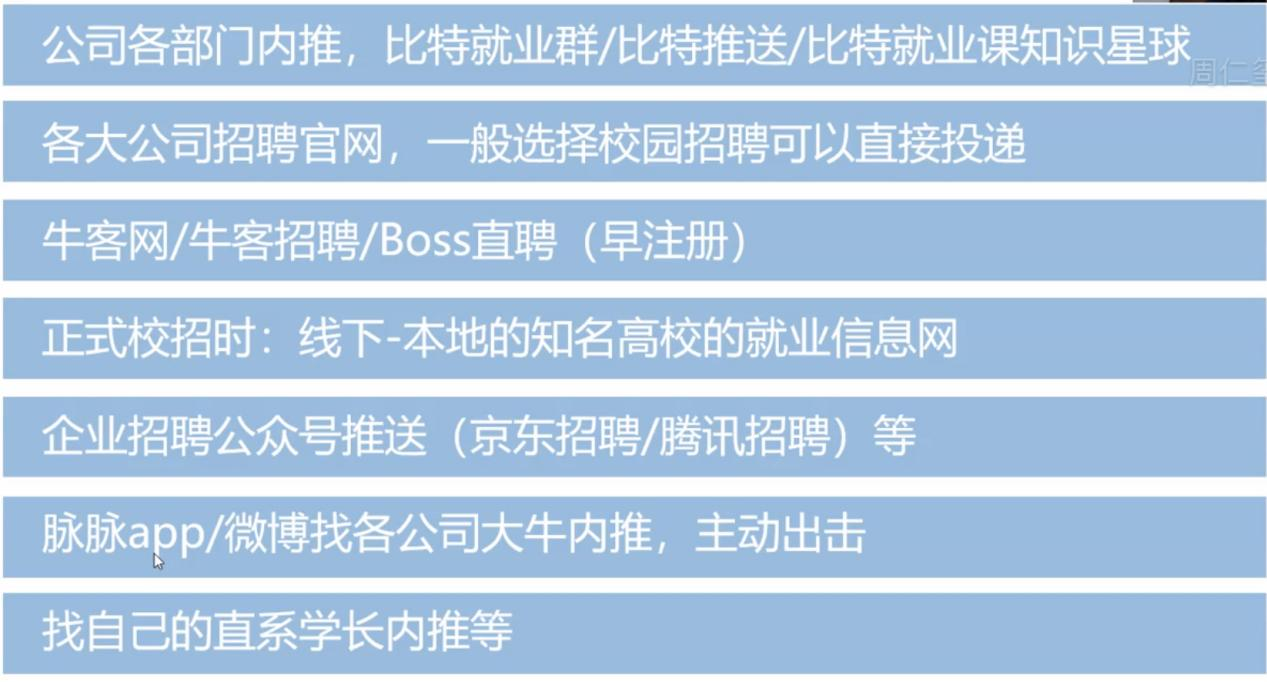 公司各部门内推，比特就业群/比特推送/比特就业课知识星球
各大公司招聘官网，一般选择校园招聘可以直接投递
牛客网/牛客招聘/Boss直聘（早注册）
正式校招时：线下-本地的知名高校的就业信息网
企业招聘公众号推送（京东招聘/腾讯招聘）等
脉脉app/微博找各公司大牛内推，主动出击
找自己的直系学长内推等